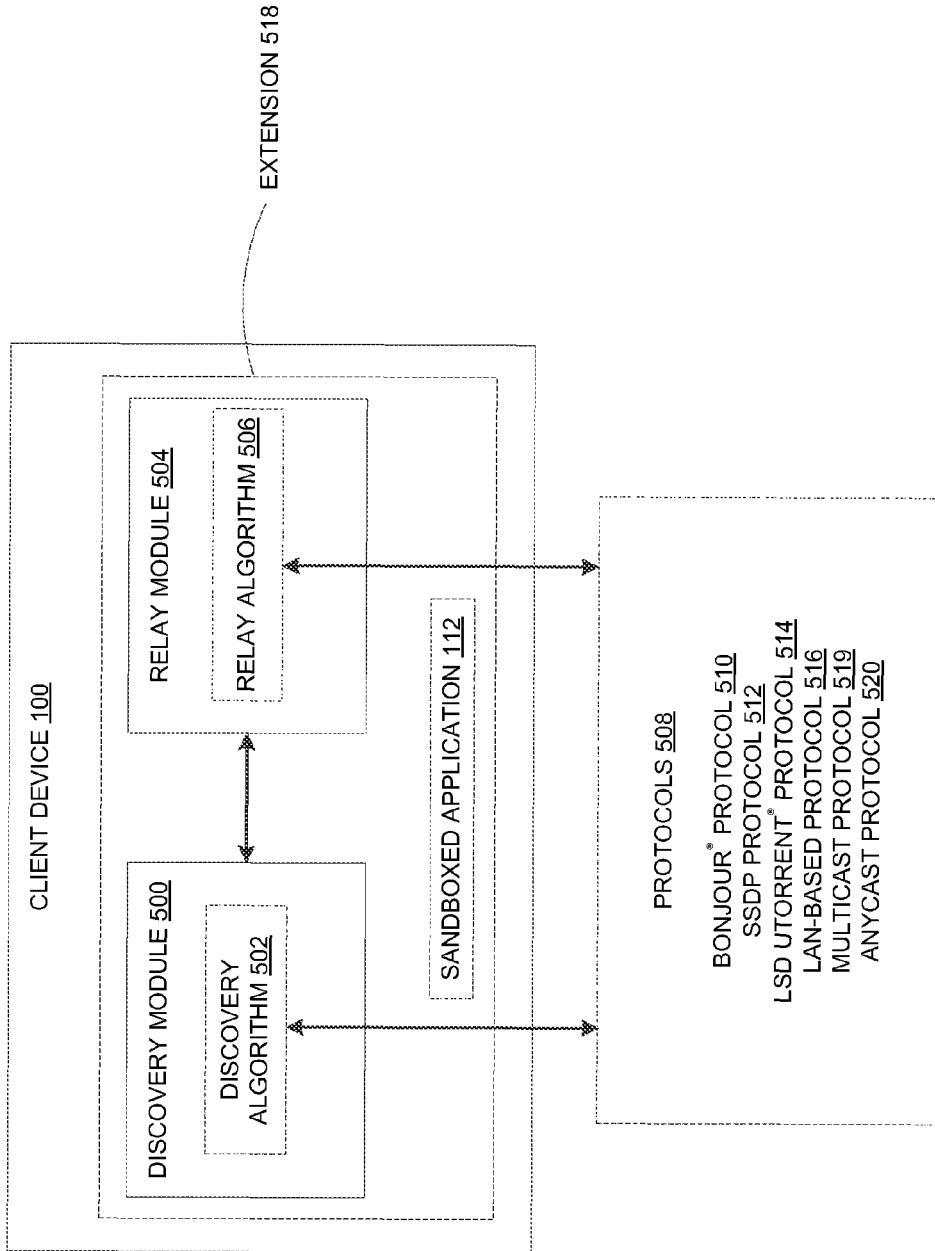 CLIENT DEVICE 100
EXTENSION 518
DISCOVERY MODULE 500
DISCOVERY
ALGORITHM 502
RELAY MODULE 504
RELAY ALGORITHM 506
SANDBOXED APPLICATION 112
PROTOCOLS 508
BONJOUR® PROTOCOL 510
SSDP PROTOCOL 512
LSD UTORRENT® PROTOCOL 514
LAN-BASED PROTOCOL 516
MULTICAST PROTOCOL 519
ANYCAST PROTOCOL 520